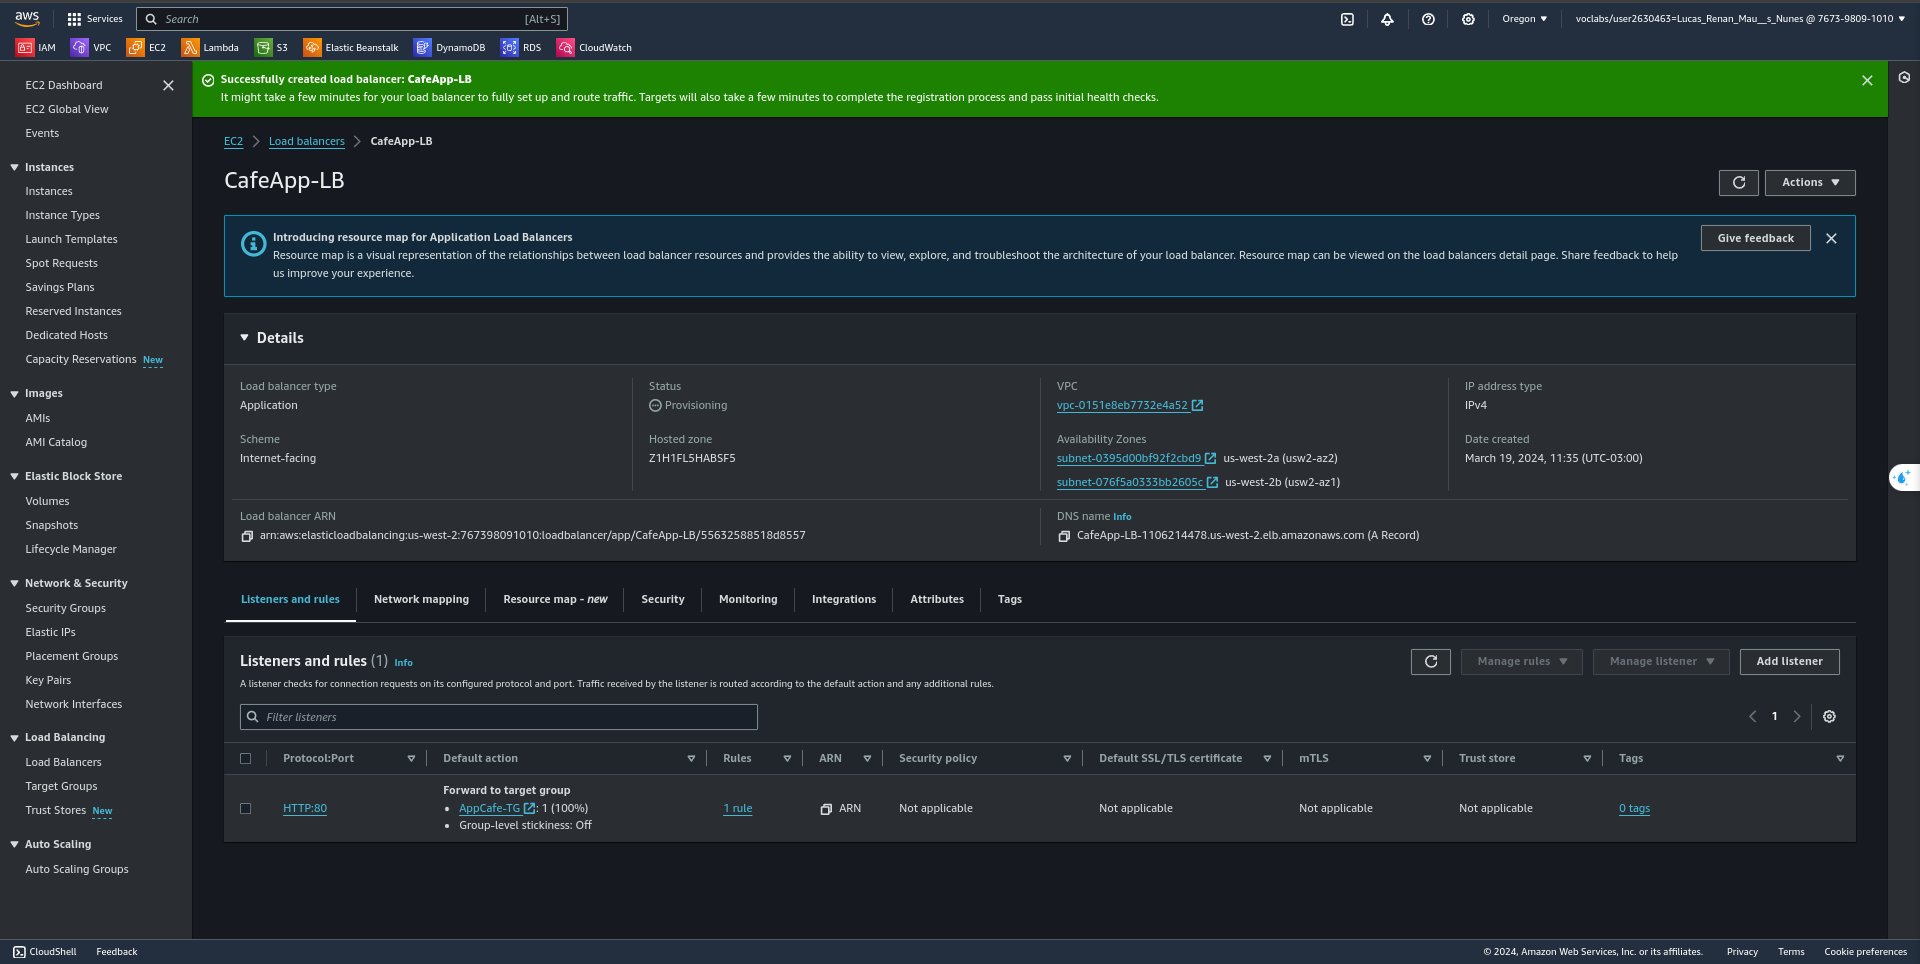 aws
Services
Search
[Alt+S]
Oregon
voclabs/user2630463=Lucas_Renan_Mau__s_Nunes @ 7673-9809-1010
IAM
VPC
EC2
Lambda
S3
Elastic Beanstalk
DynamoDB
RDS
CloudWatch
EC2 Dashboard
EC2 Global View
Events
Instances
Instances
Instance Types
Launch Templates
Spot Requests
Savings Plans
Reserved Instances
Dedicated Hosts
Capacity Reservations New
Images
AMIs
AMI Catalog
Elastic Block Store
Volumes
Snapshots
Lifecycle Manager
Network & Security
Security Groups
Elastic IPs
Placement Groups
Key Pairs
Network Interfaces
Load Balancing
Load Balancers
Target Groups
Trust Stores New
Auto Scaling
Auto Scaling Groups
Successfully created load balancer: CafeApp-LB
It might take a few minutes for your load balancer to fully set up and route traffic. Targets will also take a few minutes to complete the registration process and pass initial health checks.
EC2
Load balancers
CafeApp-LB
CafeApp-LB
Actions
Introducing resource map for Application Load Balancers
Resource map is a visual representation of the relationships between load balancer resources and provides the ability to view, explore, and troubleshoot the architecture of your load balancer. Resource map can be viewed on the load balancers detail page. Share feedback to help
us improve your experience.
Give feedback
Details
Load balancer type
Application
Status
Provisioning
VPC
vpc-0151e8eb7732e4a52
IP address type
IPv4
Scheme
Internet-facing
Hosted zone
Z1H1FL5HABSF5
Availability Zones
subnet-0395d00bf92f2cbd9 us-west-2a (usw2-az2)
subnet-076f5a0333bb2605c us-west-2b (usw2-az1)
Date created
March 19, 2024, 11:35 (UTC-03:00)
Load balancer ARN
arn:aws:elasticloadbalancing:us-west-2:767398091010:loadbalancer/app/CafeApp-LB/55632588518d8557
DNS name Info
CafeApp-LB-1106214478.us-west-2.elb.amazonaws.com (A Record)
Listeners and rules
Network mapping
Resource map - new
Security
Monitoring
Integrations
Attributes
Tags
Listeners and rules (1) Info
A listener checks for connection requests on its configured protocol and port. Traffic received by the listener is routed according to the default action and any additional rules.
Manage rules
Manage listener
Add listener
Filter listeners
1
Protocol:Port
Default action
Rules
ARN
Security policy
Default SSL/TLS certificate
mTLS
Trust store
Tags
HTTP:80
Forward to target group
• AppCafe-TG : 1 (100%)
• Group-level stickiness: Off
1 rule
ARN
Not applicable
Not applicable
Not applicable
Not applicable
0 tags
CloudShell
Feedback
© 2024, Amazon Web Services, Inc. or its affiliates.
Privacy
Terms
Cookie preferences